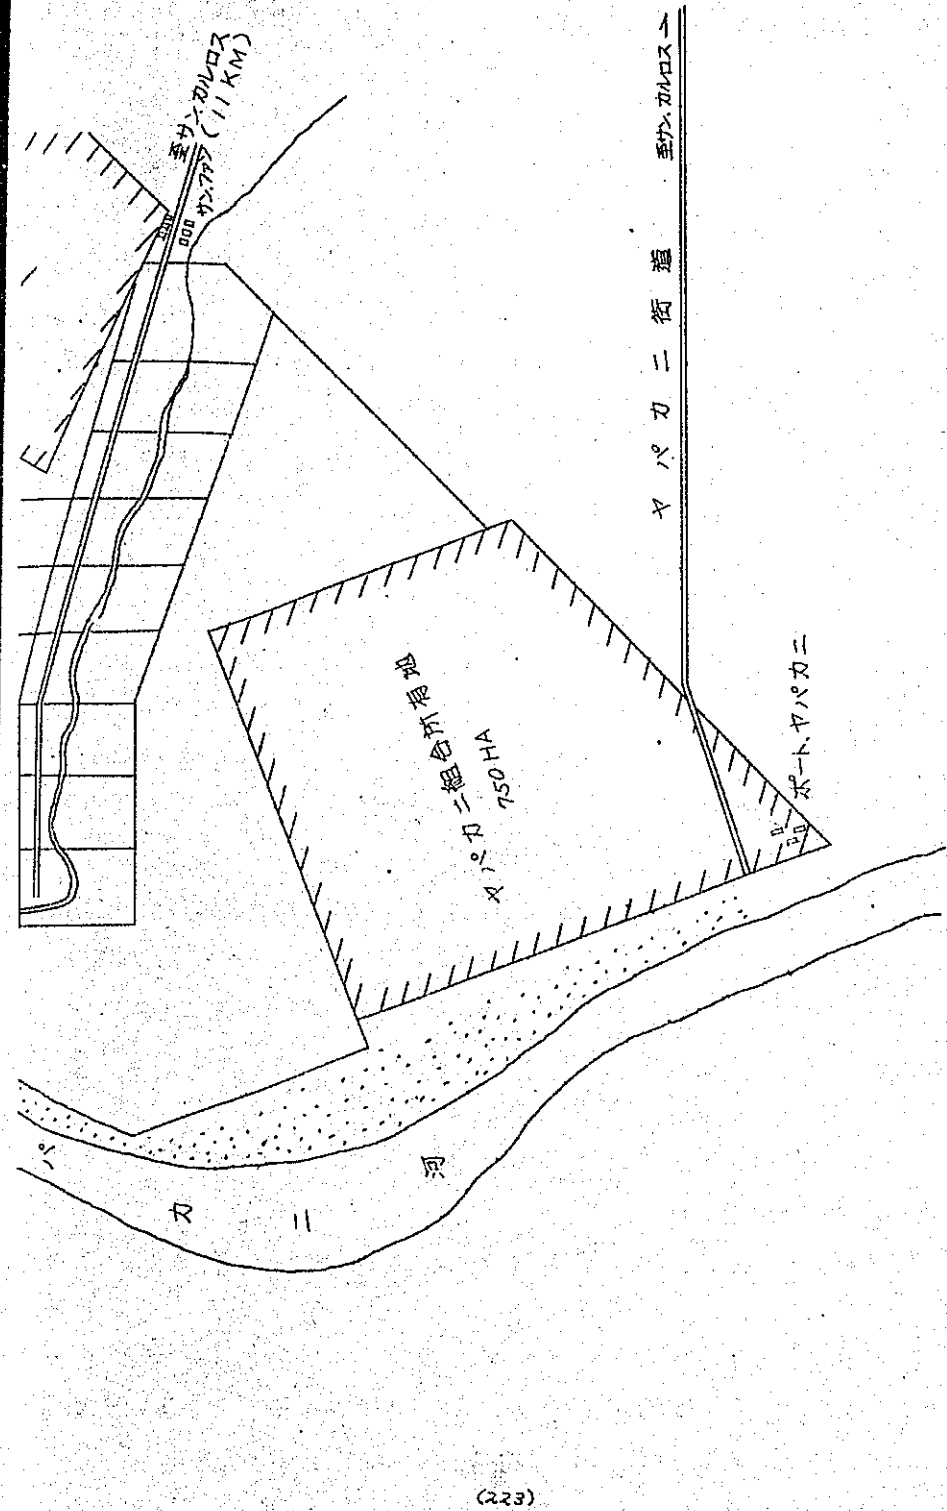 至サン.カルロス
(11KM)
サン.ファン
至サン.カルロス→
ヤパカニ街道
ヤパカニ組合所有地
750HA
ポート.ヤパカニ
パカニ河
(223)